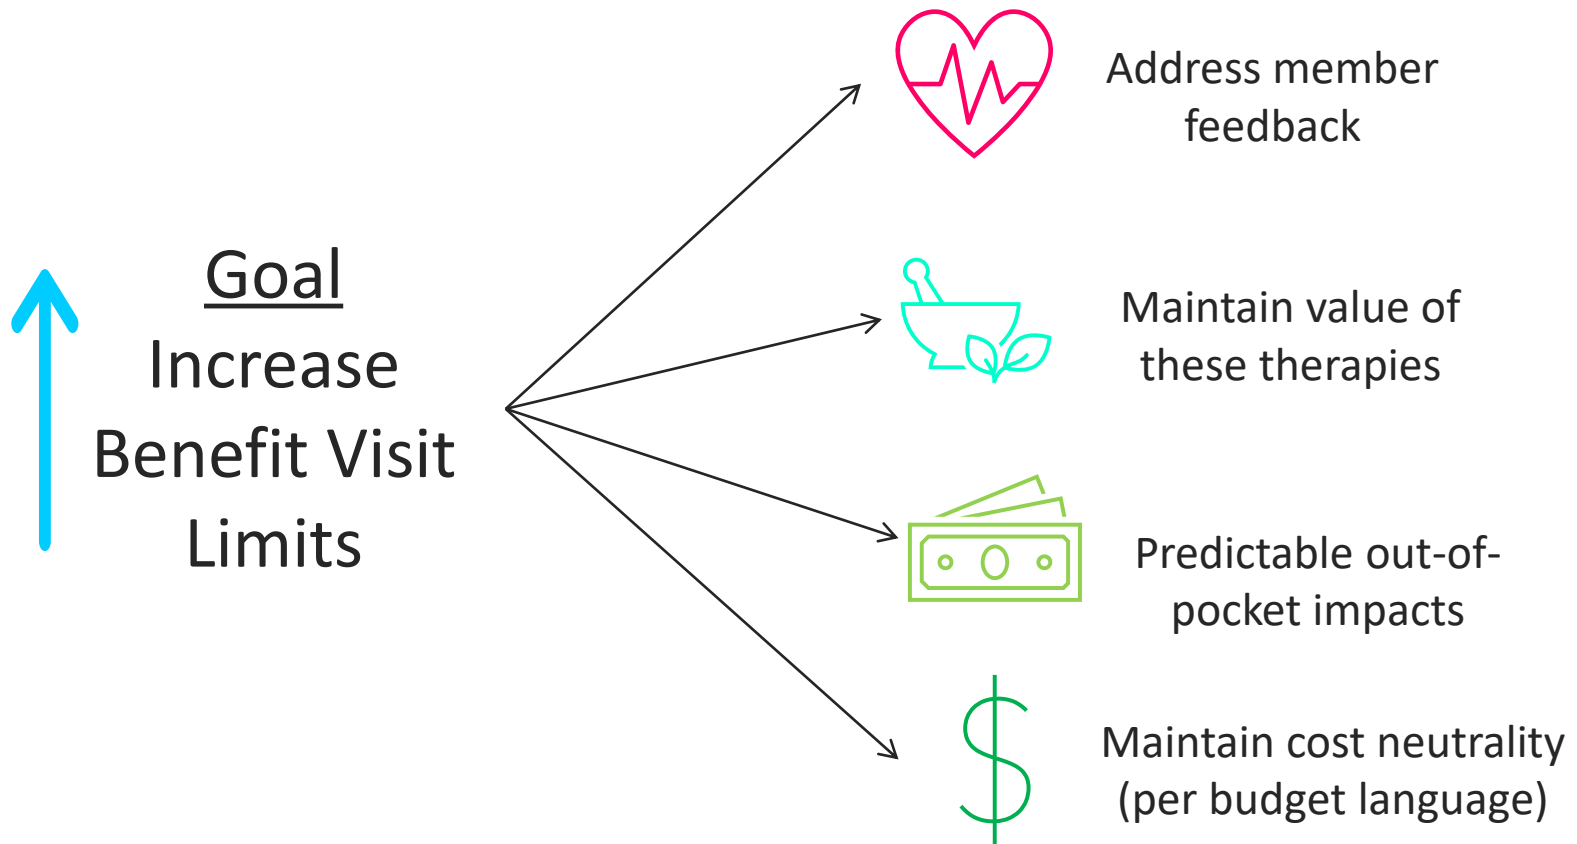 Goal
Increase
Benefit Visit
Limits
Address member
feedback
Maintain value of
these therapies
Predictable out-of-
pocket impacts
Maintain cost neutrality
(per budget language)